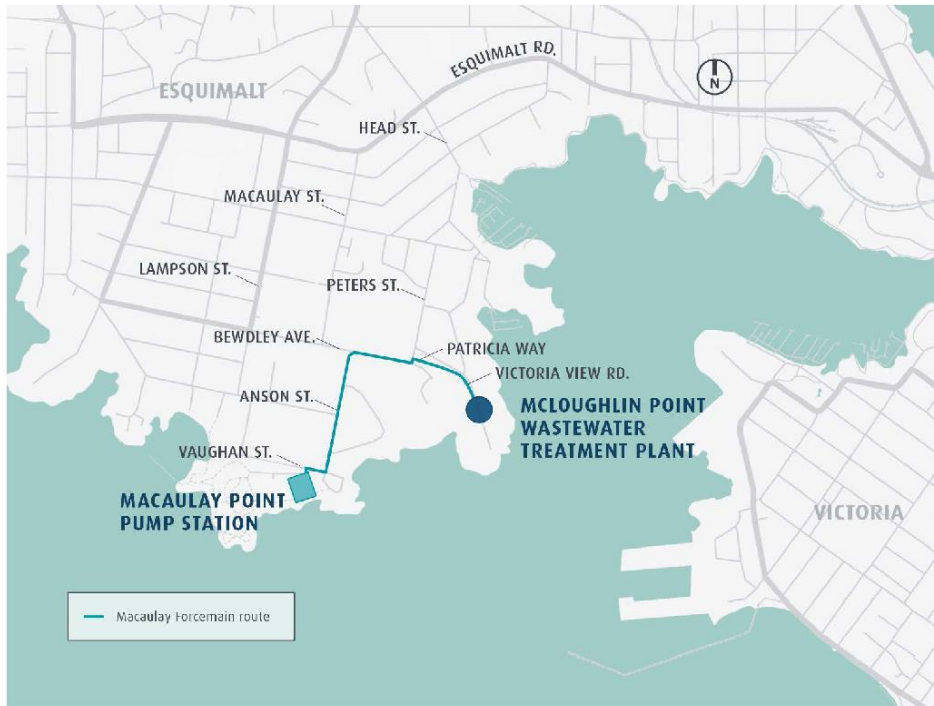 ESQUIMALT RD.
N
ESQUIMALT
HEAD ST.
MACAULAY ST.
LAMPSON ST.
PETERS ST.
BEWDLEY AVE.
PATRICIA WAY
VICTORIA VIEW RD.
ANSON ST.
MCLOUGHLIN POINT
WASTEWATER
TREATMENT PLANT
VAUGHAN ST.
MACAULAY POINT
PUMP STATION
VICTORIA
Macaulay Forcemain route